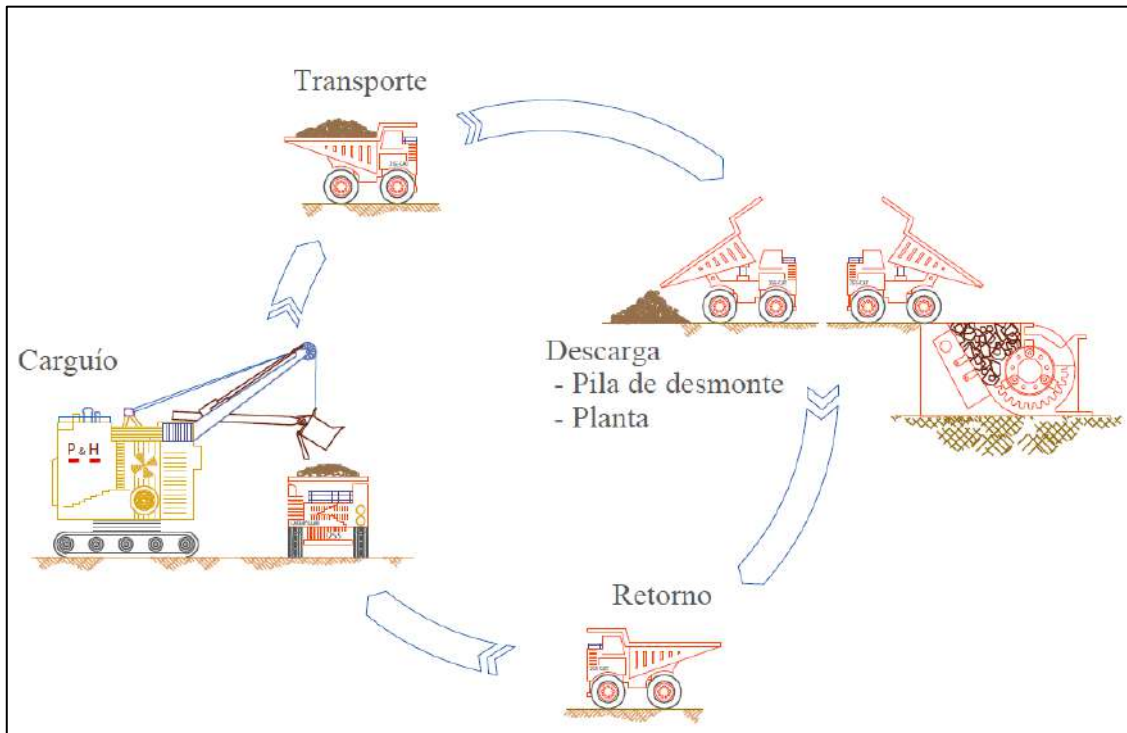 Transporte
Carguío
P & H
Descarga
- Pila de desmonte
- Planta
Retorno